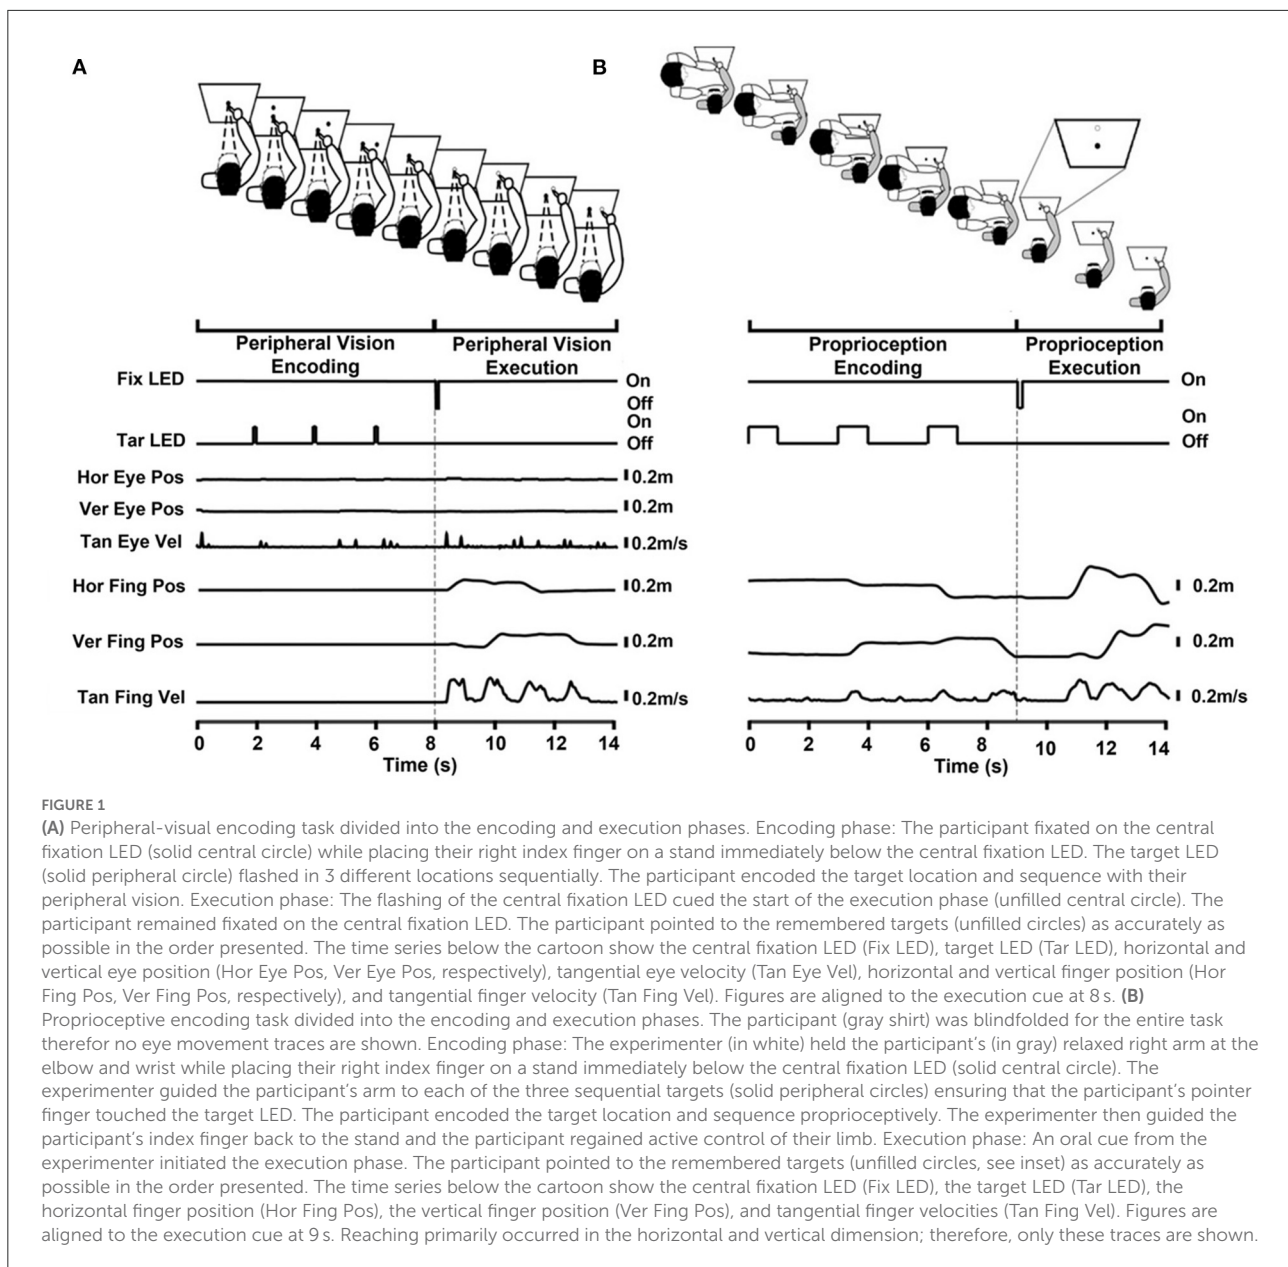 A
B
Peripheral Vision Encoding
Peripheral Vision Execution
Proprioception Encoding
Proprioception Execution
Fix LED
On
Off
On
Tar LED
On
Off
On
Off
Hor Eye Pos
0.2m
Ver Eye Pos
0.2m
Tan Eye Vel
0.2m/s
Hor Fing Pos
0.2m
0.2m
Ver Fing Pos
0.2m
0.2m
Tan Fing Vel
0.2m/s
0.2m/s
0 2 4 6 8 10 12 14
0 2 4 6 8 10 12 14
Time (s)
Time (s)
FIGURE 1
(A) Peripheral-visual encoding task divided into the encoding and execution phases. Encoding phase: The participant fixated on the central
fixation LED (solid central circle) while placing their right index finger on a stand immediately below the central fixation LED. The target LED
(solid peripheral circle) flashed in 3 different locations sequentially. The participant encoded the target location and sequence with their
peripheral vision. Execution phase: The flashing of the central fixation LED cued the start of the execution phase (unfilled central circle). The
participant remained fixated on the central fixation LED. The participant pointed to the remembered targets (unfilled circles) as accurately as
possible in the order presented. The time series below the cartoon show the central fixation LED (Fix LED), target LED (Tar LED), horizontal and
vertical eye position (Hor Eye Pos, Ver Eye Pos, respectively), tangential eye velocity (Tan Eye Vel), horizontal and vertical finger position (Hor
Fing Pos, Ver Fing Pos, respectively), and tangential finger velocity (Tan Fing Vel). Figures are aligned to the execution cue at 8 s. (B)
Proprioceptive encoding task divided into the encoding and execution phases. The participant (gray shirt) was blindfolded for the entire task
therefor no eye movement traces are shown. Encoding phase: The experimenter (in white) held the participant's (in gray) relaxed right arm at the
elbow and wrist while placing their right index finger on a stand immediately below the central fixation LED (solid central circle). The
experimenter guided the participant's arm to each of the three sequential targets (solid peripheral circles) ensuring that the participant's pointer
finger touched the target LED. The participant encoded the target location and sequence proprioceptively. The experimenter then guided the
participant's index finger back to the stand and the participant regained active control of their limb. Execution phase: An oral cue from the
experimenter initiated the execution phase. The participant pointed to the remembered targets (unfilled circles, see inset) as accurately as
possible in the order presented. The time series below the cartoon show the central fixation LED (Fix LED), the target LED (Tar LED), the
horizontal finger position (Hor Fing Pos), the vertical finger position (Ver Fing Pos), and tangential finger velocities (Tan Fing Vel). Figures are
aligned to the execution cue at 9 s. Reaching primarily occurred in the horizontal and vertical dimension; therefore, only these traces are shown.